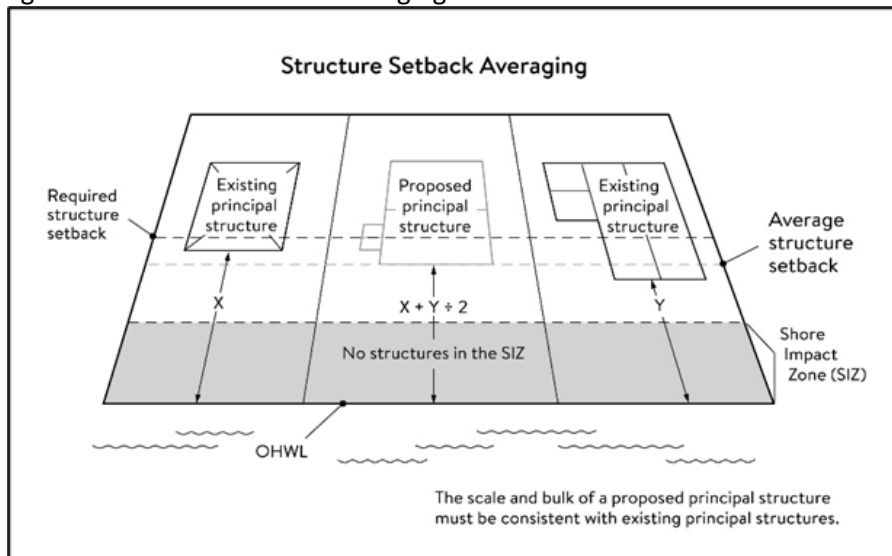 Structure Setback Averaging
Required
structure
setback
Existing
principal
structure
Proposed
principal
structure
Existing
principal
structure
Average
structure
setback
X
X + Y ÷ 2
Y
No structures in the SIZ
Shore
Impact
Zone (SIZ)
OHWL
The scale and bulk of a proposed principal structure
must be consistent with existing principal structures.